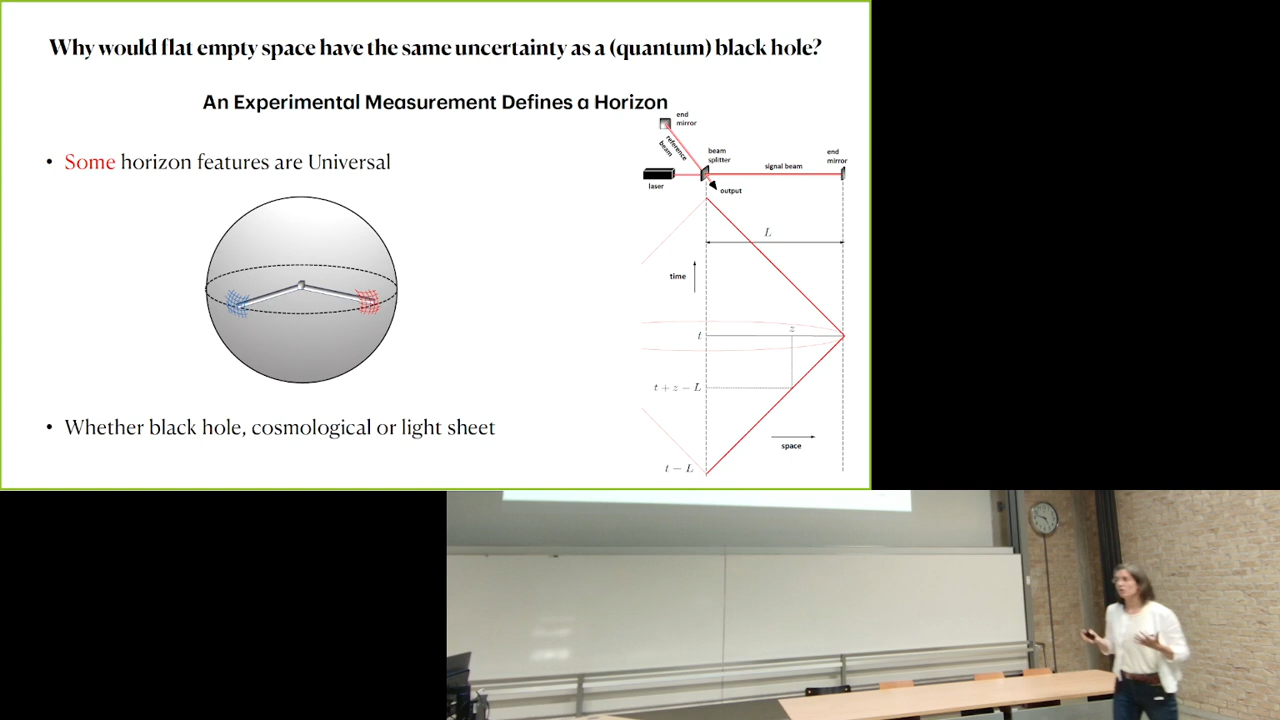 Why would flat empty space have the same uncertainty as a (quantum) black hole?
An Experimental Measurement Defines a Horizon
• Some horizon features are Universal
• Whether black hole, cosmological or light sheet
end
mirror
reference
beam
beam
splitter
end
mirror
signal beam
laser
output
L
time
z
t
t + z − L
space
t − L